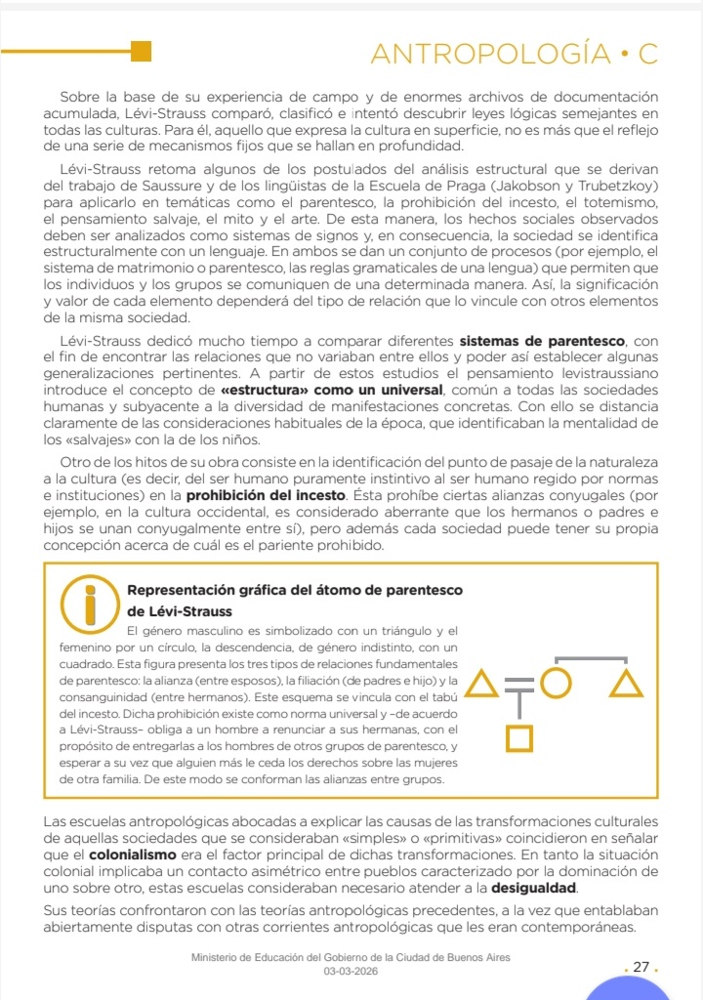 ANTROPOLOGÍA • C
Sobre la base de su experiencia de campo y de enormes archivos de documentación
acumulada, Lévi-Strauss comparó, clasificó e intentó descubrir leyes lógicas semejantes en
todas las culturas. Para él, aquello que expresa la cultura en superficie, no es más que el reflejo
de una serie de mecanismos fijos que se hallan en profundidad.
Lévi-Strauss retoma algunos de los postulados del análisis estructural que se derivan
del trabajo de Saussure y de los lingüistas de la Escuela de Praga (Jakobson y Trubetzkoy)
para aplicarlo en temáticas como el parentesco, la prohibición del incesto, el totemismo,
el pensamiento salvaje, el mito y el arte. De esta manera, los hechos sociales observados
deben ser analizados como sistemas de signos y, en consecuencia, la sociedad se identifica
estructuralmente con un lenguaje. En ambos se dan un conjunto de procesos (por ejemplo, el
sistema de matrimonio o parentesco, las reglas gramaticales de una lengua) que permiten que
los individuos y los grupos se comuniquen de una determinada manera. Así, la significación
y valor de cada elemento dependerá del tipo de relación que lo vincule con otros elementos
de la misma sociedad.
Lévi-Strauss dedicó mucho tiempo a comparar diferentes sistemas de parentesco, con
el fin de encontrar las relaciones que no variaban entre ellos y poder así establecer algunas
generalizaciones pertinentes. A partir de estos estudios el pensamiento levistraussiano
introduce el concepto de «estructura» como un universal, común a todas las sociedades
humanas y subyacente a la diversidad de manifestaciones concretas. Con ello se distancia
claramente de las consideraciones habituales de la época, que identificaban la mentalidad de
los «salvajes» con la de los niños.
Otro de los hitos de su obra consiste en la identificación del punto de pasaje de la naturaleza
a la cultura (es decir, del ser humano puramente instintivo al ser humano regido por normas
e instituciones) en la prohibición del incesto. Ésta prohíbe ciertas alianzas conyugales (por
ejemplo, en la cultura occidental, es considerado aberrante que los hermanos o padres e
hijos se unan conyugalmente entre sí), pero además cada sociedad puede tener su propia
concepción acerca de cuál es el pariente prohibido.
Representación gráfica del átomo de parentesco
de Lévi-Strauss
El género masculino es simbolizado con un triángulo y el
femenino por un círculo, la descendencia, de género indistinto, con un
cuadrado. Esta figura presenta los tres tipos de relaciones fundamentales
de parentesco: la alianza (entre esposos), la filiación (de padres e hijo) y la
consanguinidad (entre hermanos). Este esquema se vincula con el tabú
del incesto. Dicha prohibición existe como norma universal y –de acuerdo
a Lévi-Strauss– obliga a un hombre a renunciar a sus hermanas, con el
propósito de entregarlas a los hombres de otros grupos de parentesco, y
esperar a su vez que alguien más le ceda los derechos sobre las mujeres
de otra familia. De este modo se conforman las alianzas entre grupos.
Las escuelas antropológicas abocadas a explicar las causas de las transformaciones culturales
de aquellas sociedades que se consideraban «simples» o «primitivas» coincidieron en señalar
que el colonialismo era el factor principal de dichas transformaciones. En tanto la situación
colonial implicaba un contacto asimétrico entre pueblos caracterizado por la dominación de
uno sobre otro, estas escuelas consideraban necesario atender a la desigualdad.
Sus teorías confrontaron con las teorías antropológicas precedentes, a la vez que entablaban
abiertamente disputas con otras corrientes antropológicas que les eran contemporáneas.
Ministerio de Educación del Gobierno de la Ciudad de Buenos Aires
03-03-2026
. 27 .